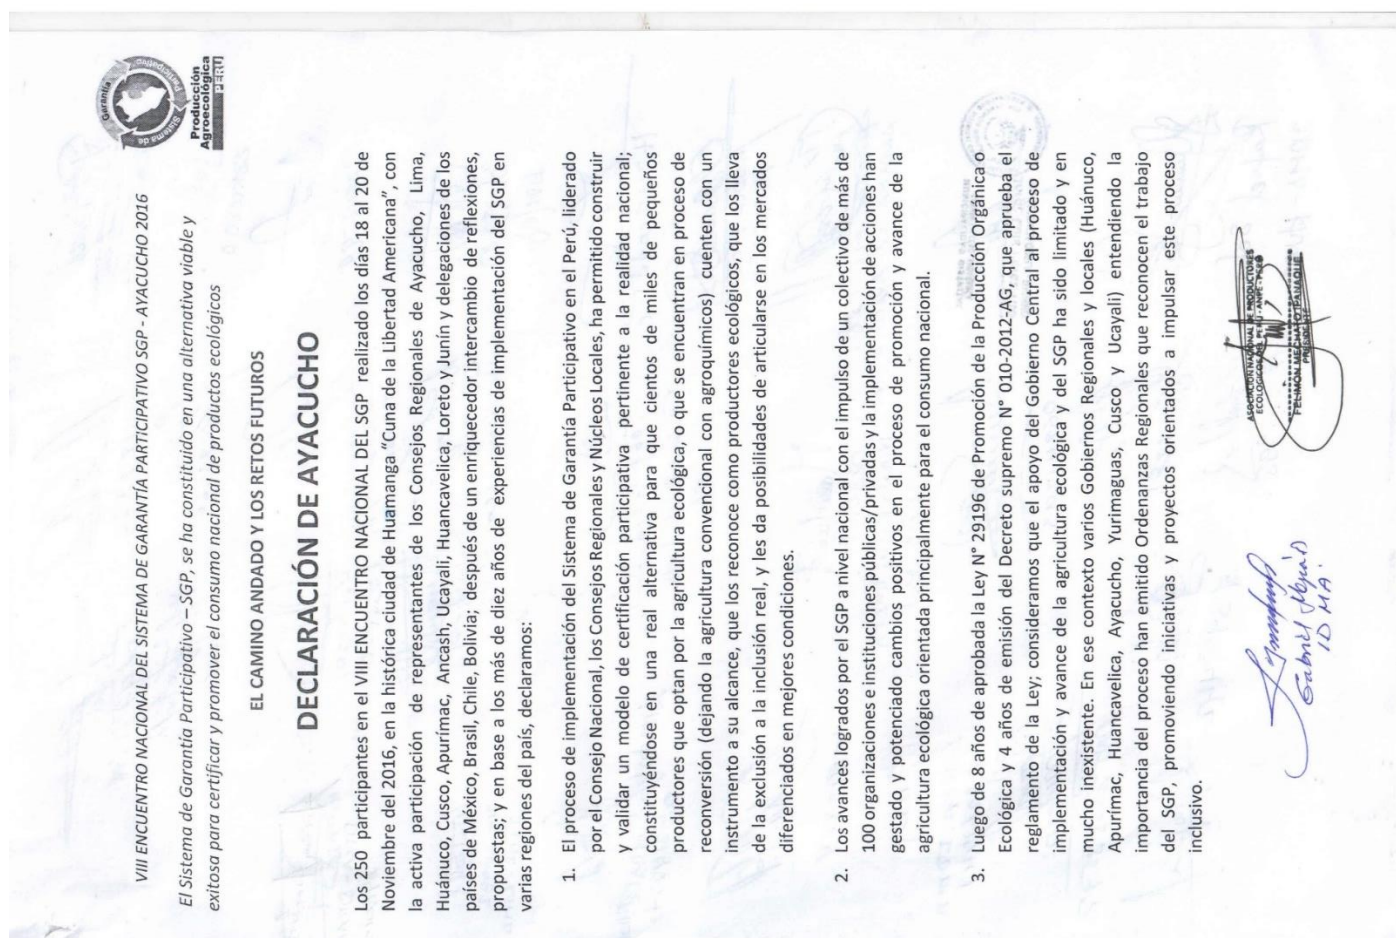 Garantía
Participativo
Sistema de
Producción
Agroecológica
PERU
VIII ENCUENTRO NACIONAL DEL SISTEMA DE GARANTÍA PARTICIPATIVO SGP - AYACUCHO 2016
El Sistema de Garantía Participativo – SGP, se ha constituido en una alternativa viable y
exitosa para certificar y promover el consumo nacional de productos ecológicos
EL CAMINO ANDADO Y LOS RETOS FUTUROS
DECLARACIÓN DE AYACUCHO
Los 250 participantes en el VIII ENCUENTRO NACIONAL DEL SGP realizado los días 18 al 20 de
Noviembre del 2016, en la histórica ciudad de Huamanga "Cuna de la Libertad Americana", con
la activa participación de representantes de los Consejos Regionales de Ayacucho, Lima,
Huánuco, Cusco, Apurímac, Ancash, Ucayali, Huancavelica, Loreto y Junín y delegaciones de los
países de México, Brasil, Chile, Bolivia; después de un enriquecedor intercambio de reflexiones,
propuestas; y en base a los más de diez años de experiencias de implementación del SGP en
varias regiones del país, declaramos:
1. El proceso de implementación del Sistema de Garantía Participativo en el Perú, liderado
por el Consejo Nacional, los Consejos Regionales y Núcleos Locales, ha permitido construir
y validar un modelo de certificación participativa pertinente a la realidad nacional;
constituyéndose en una real alternativa para que cientos de miles de pequeños
productores que optan por la agricultura ecológica, o que se encuentran en proceso de
reconversión (dejando la agricultura convencional con agroquímicos) cuenten con un
instrumento a su alcance, que los reconoce como productores ecológicos, que los lleva
de la exclusión a la inclusión real, y les da posibilidades de articularse en los mercados
diferenciados en mejores condiciones.
2. Los avances logrados por el SGP a nivel nacional con el impulso de un colectivo de más de
100 organizaciones e instituciones públicas/privadas y la implementación de acciones han
gestado y potenciado cambios positivos en el proceso de promoción y avance de la
agricultura ecológica orientada principalmente para el consumo nacional.
3. Luego de 8 años de aprobada la Ley N° 29196 de Promoción de la Producción Orgánica o
Ecológica y 4 años de emisión del Decreto supremo N° 010-2012-AG, que aprueba el
reglamento de la Ley; consideramos que el apoyo del Gobierno Central al proceso de
implementación y avance de la agricultura ecológica y del SGP ha sido limitado y en
mucho inexistente. En ese contexto varios Gobiernos Regionales y locales (Huánuco,
Apurímac, Huancavelica, Ayacucho, Yurimaguas, Cusco y Ucayali) entendiendo la
importancia del proceso han emitido Ordenanzas Regionales que reconocen el trabajo
del SGP, promoviendo iniciativas y proyectos orientados a impulsar este proceso
inclusivo.
ASOCIACION NACIONAL DE PRODUCTORES
ECOLOGICOS
FELIMON MECHATO PANAIQUE
PRESIDENTE
Gabriel Mejía
IDMA